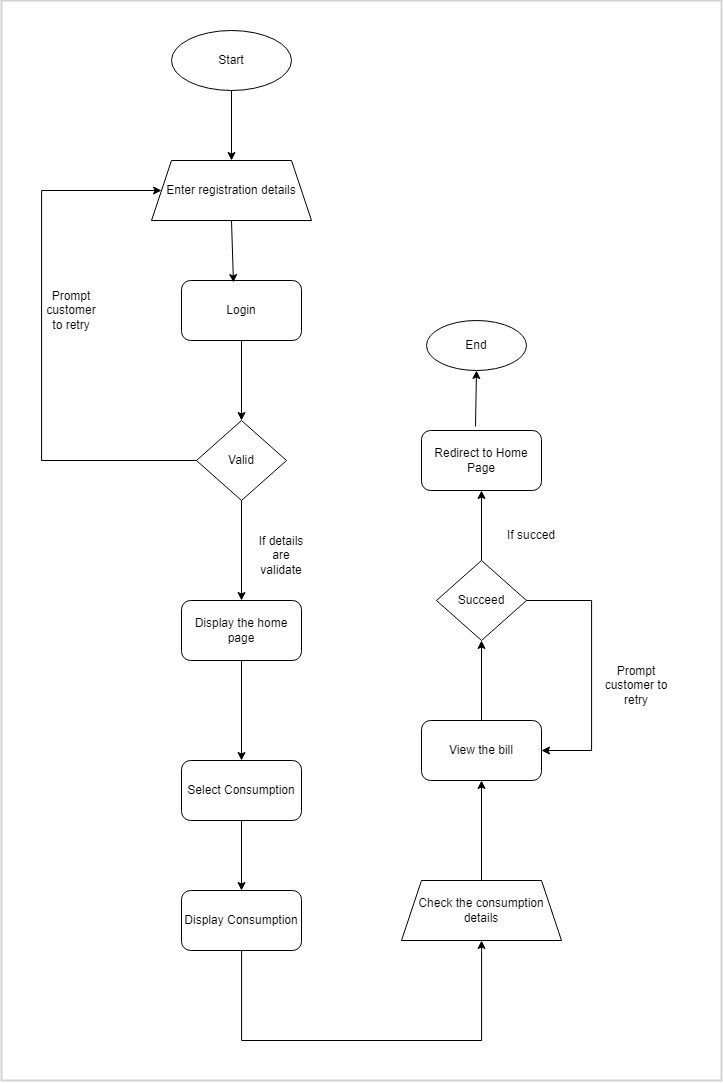 Start
Enter registration details
Prompt
customer
to retry
Login
Valid
If details
are
validate
Display the home
page
Select Consumption
Display Consumption
End
Redirect to Home
Page
If succed
Succeed
Prompt
customer to
retry
View the bill
Check the consumption
details